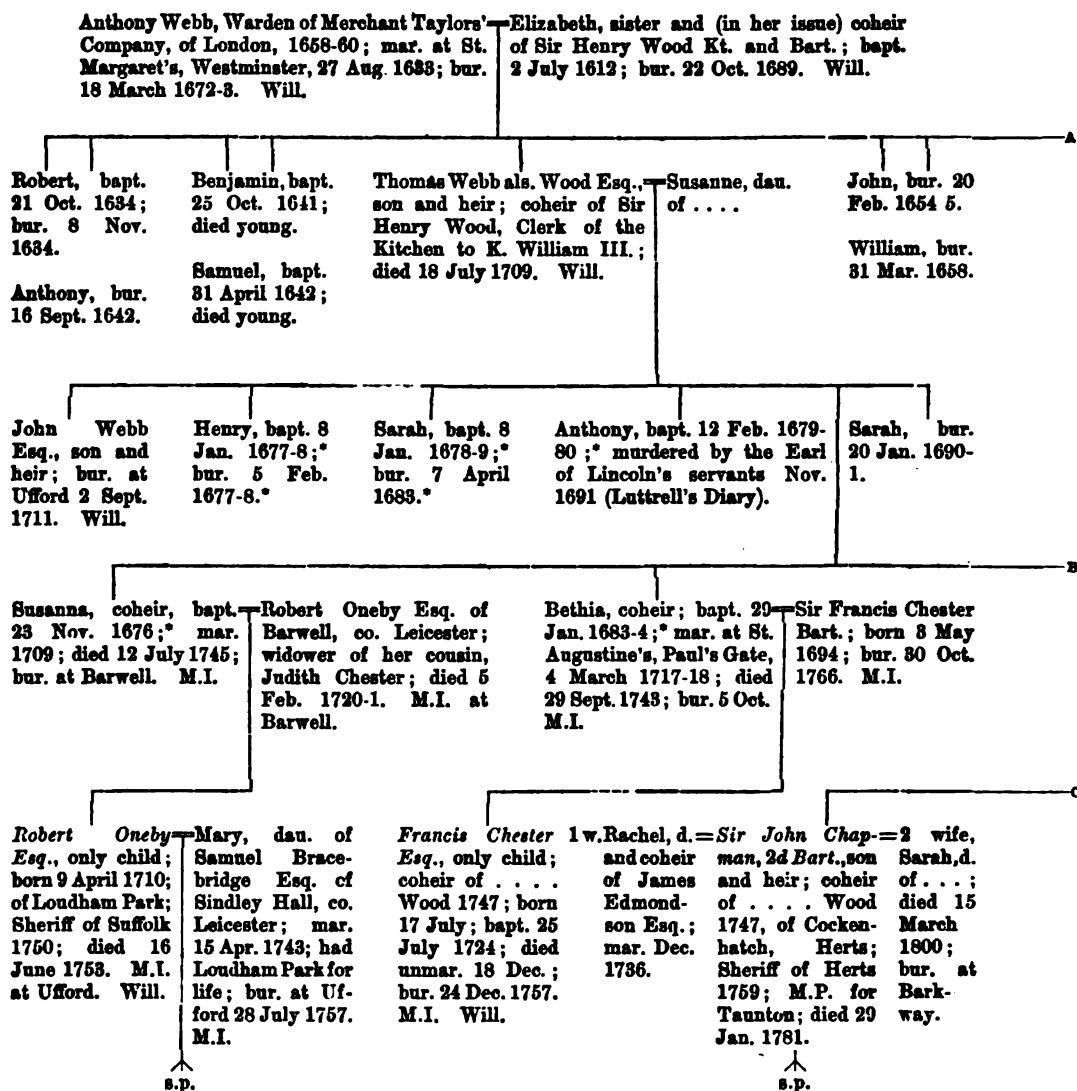 Anthony Webb, Warden of Merchant Taylors'
Company, of London, 1658-60; mar. at St.
Margaret's, Westminster, 27 Aug. 1633; bur.
18 March 1672-3. Will.
Elizabeth, sister and (in her issue) coheir
of Sir Henry Wood Kt. and Bart.; bapt.
2 July 1612; bur. 22 Oct. 1689. Will.
A
Robert, bapt.
21 Oct. 1634;
bur. 8 Nov.
1634.
Anthony, bur.
16 Sept. 1642.
Benjamin, bapt.
25 Oct. 1641;
died young.
Samuel, bapt.
31 April 1642;
died young.
Thomas Webb als. Wood Esq.,
son and heir; coheir of Sir
Henry Wood, Clerk of the
Kitchen to K. William III.;
died 18 July 1709. Will.
Susanne, dau.
of . . . .
John, bur. 20
Feb. 1654 5.
William, bur.
31 Mar. 1658.
John Webb
Esq., son and
heir; bur. at
Ufford 2 Sept.
1711. Will.
Henry, bapt. 8
Jan. 1677-8;*
bur. 5 Feb.
1677-8.*
Sarah, bapt. 8
Jan. 1678-9;*
bur. 7 April
1683.*
Anthony, bapt. 12 Feb. 1679-
80;* murdered by the Earl
of Lincoln's servants Nov.
1691 (Luttrell's Diary).
Sarah, bur.
20 Jan. 1690-
1.
B
Susanna, coheir, bapt.
23 Nov. 1676;* mar.
1709; died 12 July 1745;
bur. at Barwell. M.I.
Robert Oneby Esq. of
Barwell, co. Leicester;
widower of her cousin,
Judith Chester; died 5
Feb. 1720-1. M.I. at
Barwell.
Bethia, coheir; bapt. 29
Jan. 1683-4;* mar. at St.
Augustine's, Paul's Gate,
4 March 1717-18; died
29 Sept. 1743; bur. 5 Oct.
M.I.
Sir Francis Chester
Bart.; born 3 May
1694; bur. 30 Oct.
1766. M.I.
C
Robert Oneby
Esq., only child;
born 9 April 1710;
of Loudham Park;
Sheriff of Suffolk
1750; died 16
June 1753. M.I.
at Ufford. Will.
Mary, dau. of
Samuel Brace-
bridge Esq. of
Sindley Hall, co.
Leicester; mar.
15 Apr. 1743; had
Loudham Park for
life; bur. at Uf-
ford 28 July 1757.
M.I.
s.p.
Francis Chester
Esq., only child;
coheir of . . . .
Wood 1747; born
17 July; bapt. 25
July 1724; died
unmar. 18 Dec.;
bur. 24 Dec. 1757.
M.I. Will.
1 w. Rachel, d.
and coheir
of James
Edmond-
son Esq.;
mar. Dec.
1736.
Sir John Chap-
man, 2d Bart., son
and heir; coheir
of . . . . Wood
1747, of Cocken-
hatch, Herts;
Sheriff of Herts
1759; M.P. for
Taunton; died 29
Jan. 1781.
2 wife,
Sarah, d.
of . . . ;
died 15
March
1800;
bur. at
Bark-
way.
s.p.